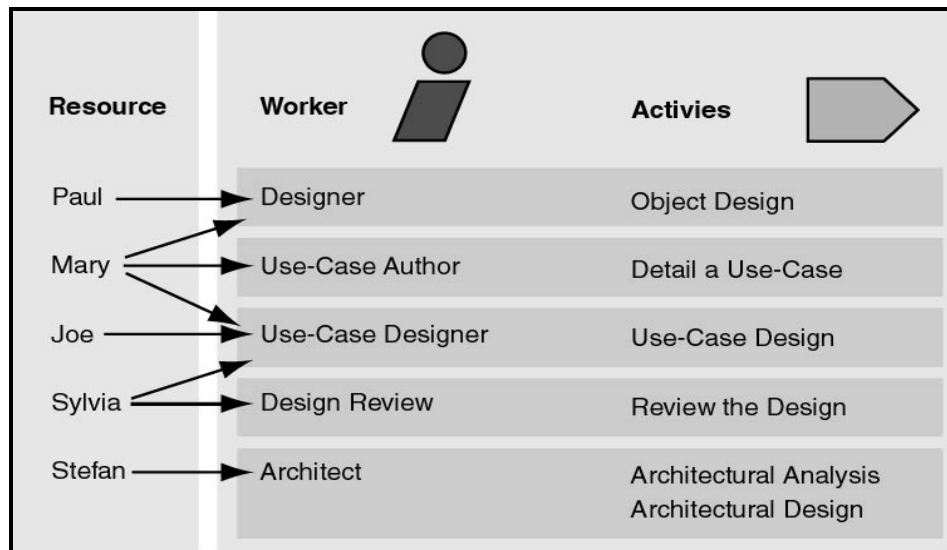 Resource Worker Activies
Paul Designer Object Design
Mary Use-Case Author Detail a Use-Case
Joe Use-Case Designer Use-Case Design
Sylvia Design Review Review the Design
Stefan Architect Architectural Analysis
Architectural Design